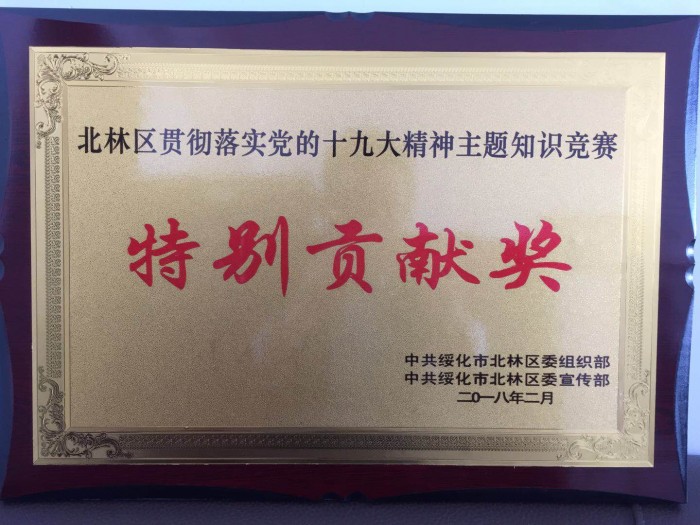 北林区贯彻落实党的十九大精神主题知识竞赛
特别贡献奖
中共绥化市北林区委组织部
中共绥化市北林区委宣传部
二0一八年二月